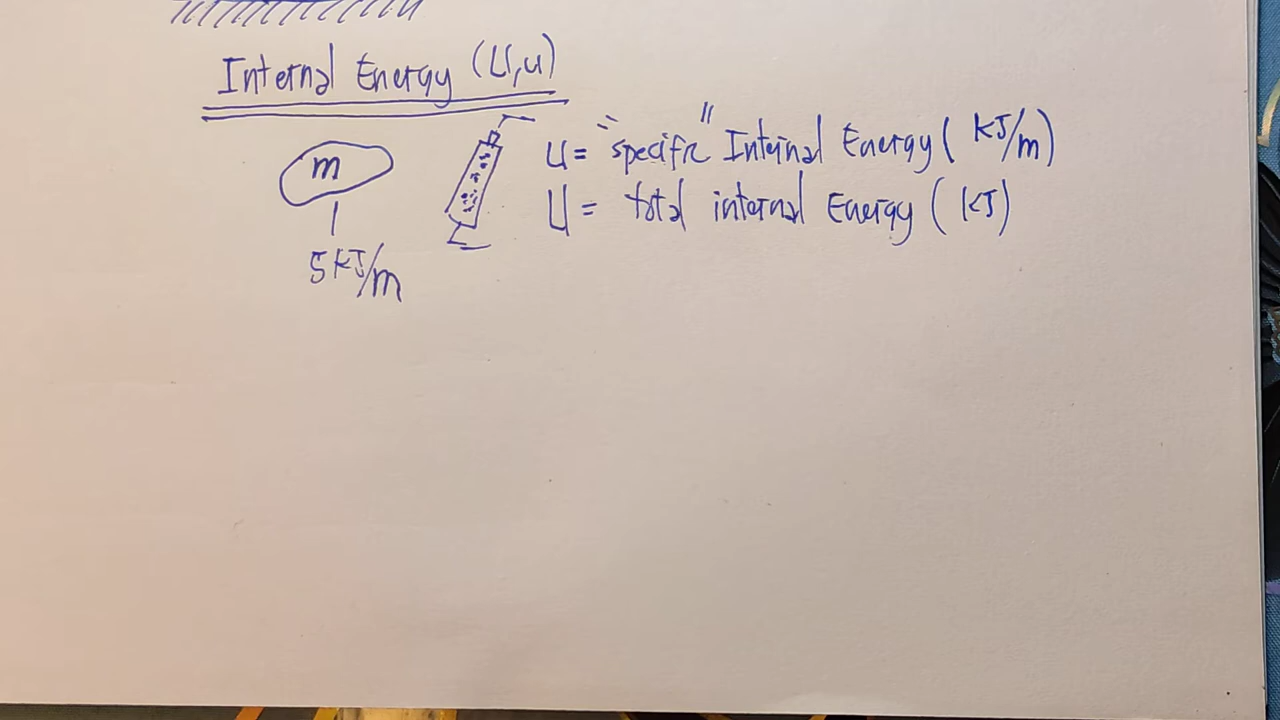 Internal Energy (U,u)
m
5 KJ/m
u = "specific" Internal Energy ( KJ/m)
U = total internal Energy ( KJ)